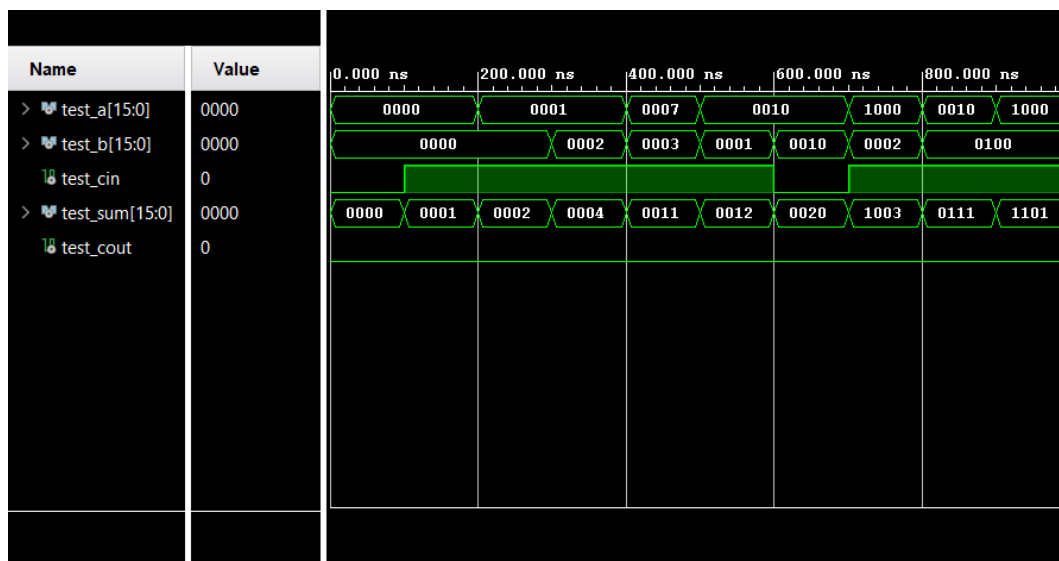 Name Value 0.000 ns 200.000 ns 400.000 ns 600.000 ns 800.000 ns
test_a[15:0] 0000 0000 0001 0007 0010 1000 0010 1000
test_b[15:0] 0000 0000 0002 0003 0001 0010 0002 0100
test_cin 0
test_sum[15:0] 0000 0000 0001 0002 0004 0011 0012 0020 1003 0111 1101
test_cout 0